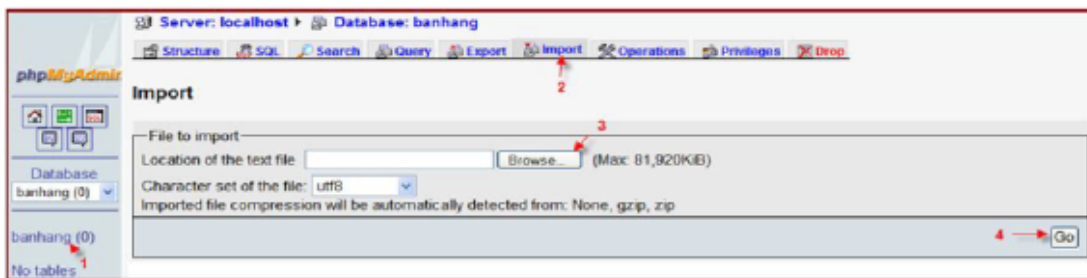 Server: localhost ▸ Database: banhang
Structure SQL Search Query Export Import Operations Privileges Drop
phpMyAdmin
2
Import
3
File to import
Location of the text file Browse... (Max: 81,920KiB)
Database
banhang (0)
Character set of the file: utf8
Imported file compression will be automatically detected from: None, gzip, zip
banhang (0)
1
4 Go
No tables